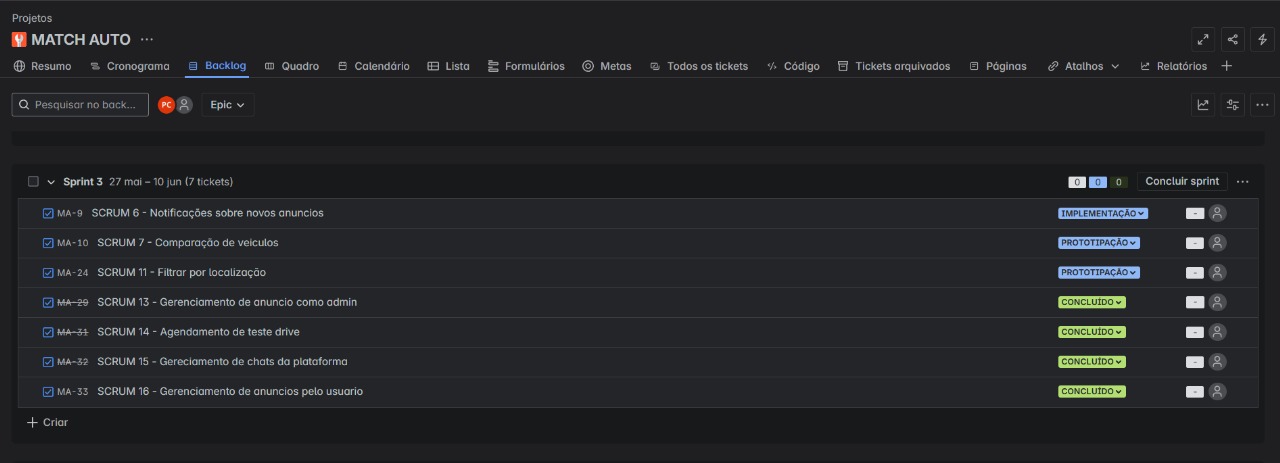 Projetos
MATCH AUTO
Resumo Cronograma Backlog Quadro Calendário Lista Formulários Metas Todos os tickets Código Tickets arquivados Páginas Atalhos Relatórios
Pesquisar no back... PC Epic
Sprint 3 27 mai – 10 jun (7 tickets) 0 0 0 Concluir sprint
MA-9 SCRUM 6 - Notificações sobre novos anuncios IMPLEMENTAÇÃO -
MA-10 SCRUM 7 - Comparação de veiculos PROTOTIPAÇÃO -
MA-24 SCRUM 11 - Filtrar por localização PROTOTIPAÇÃO -
MA-29 SCRUM 13 - Gerenciamento de anuncio como admin CONCLUÍDO -
MA-31 SCRUM 14 - Agendamento de teste drive CONCLUÍDO -
MA-32 SCRUM 15 - Gereciamento de chats da plataforma CONCLUÍDO -
MA-33 SCRUM 16 - Gerenciamento de anuncios pelo usuario CONCLUÍDO -
Criar